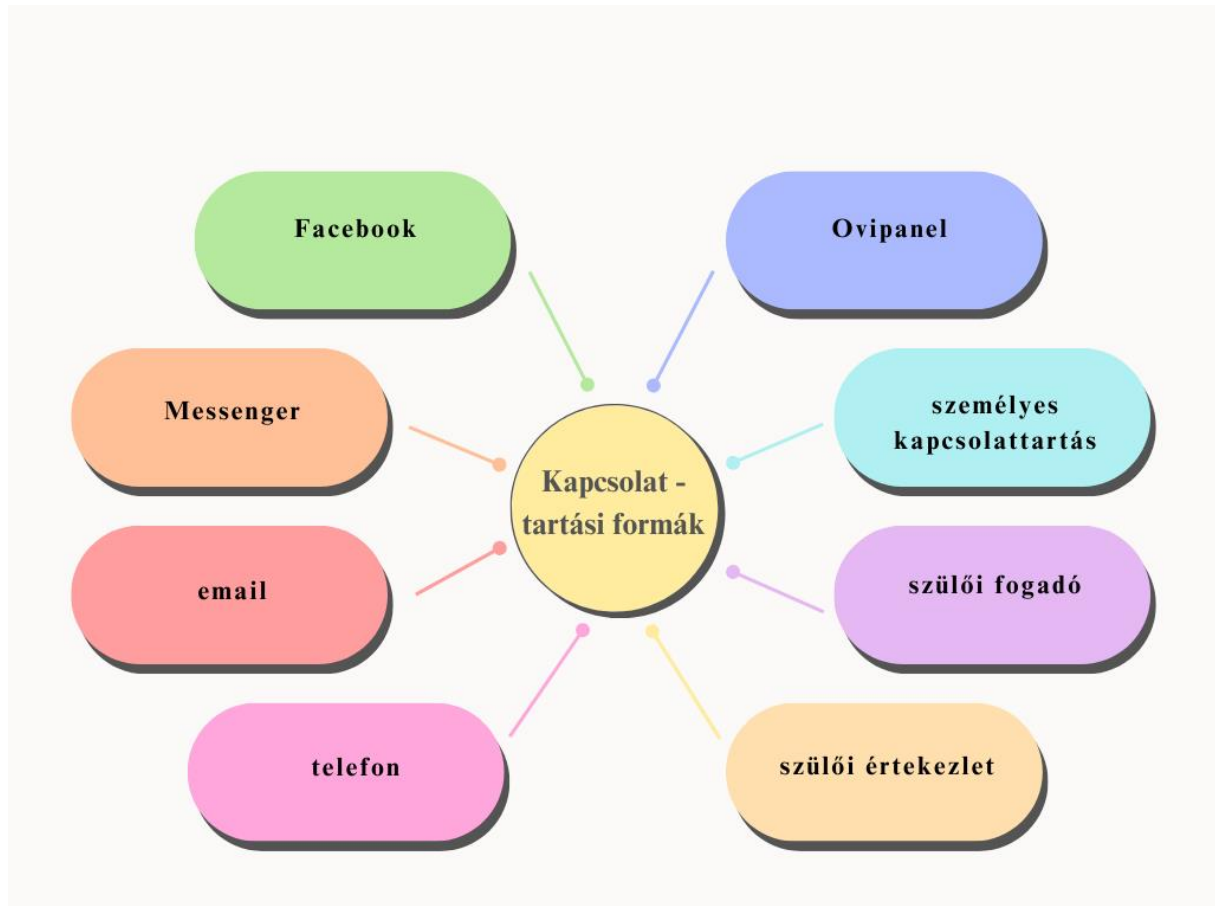 Facebook
Ovipanel
Messenger
személyes
kapcsolattartás
Kapcsolat -
tartási formák
email
szülői fogadó
telefon
szülői értekezlet